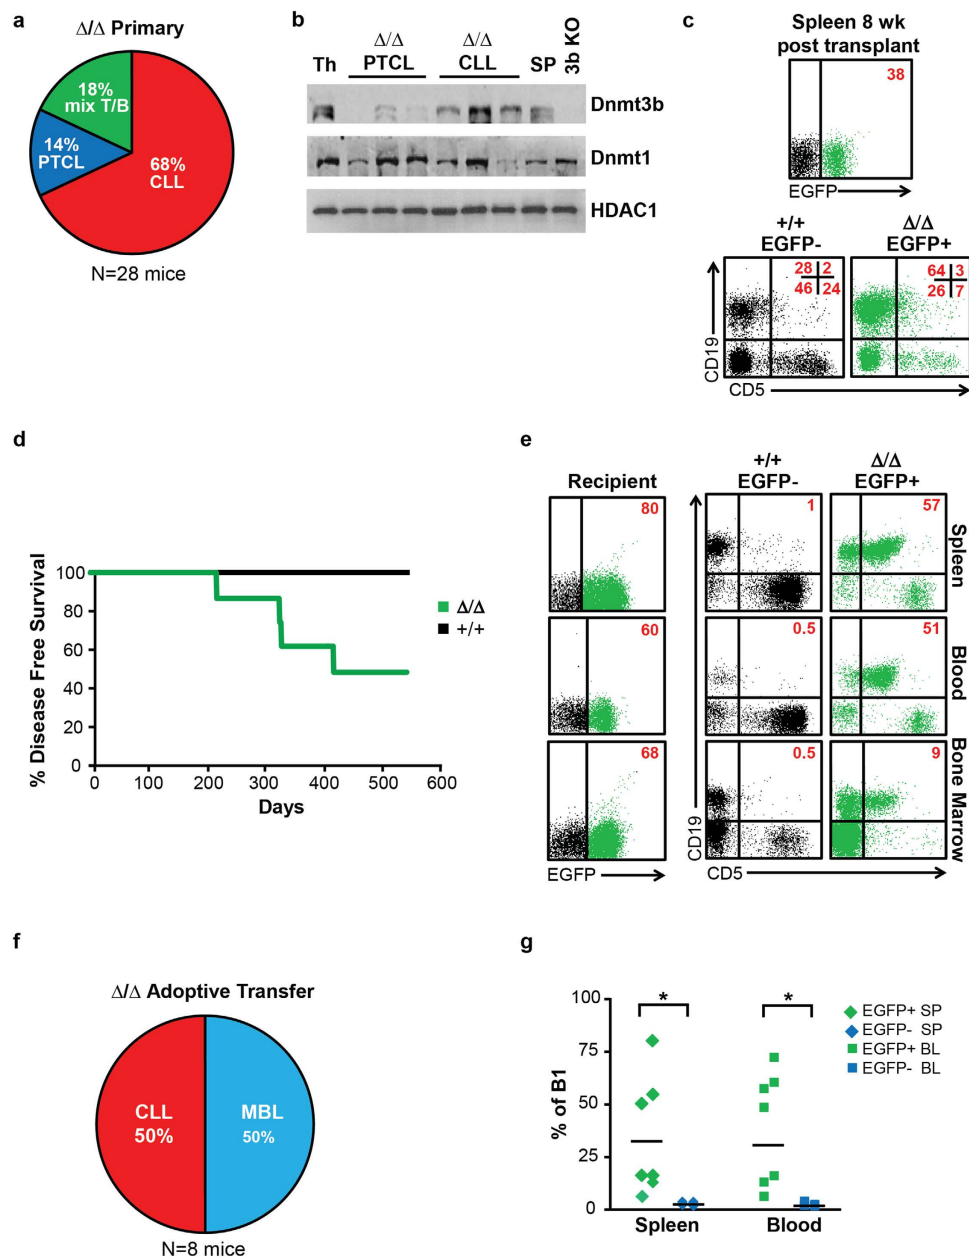 a
Δ/Δ Primary
18%
mix T/B
14%
PTCL
68%
CLL
N=28 mice
b
Th
Δ/Δ
PTCL
Δ/Δ
CLL
SP
3b KO
Dnmt3b
Dnmt1
HDAC1
c
Spleen 8 wk
post transplant
38
EGFP
+/+
EGFP-
Δ/Δ
EGFP+
28 2
46 24
64 3
26 7
CD19
CD5
d
% Disease Free Survival
100
80
60
40
20
0
0 100 200 300 400 500 600
Days
Δ/Δ
+/+
e
Recipient
+/+
EGFP-
Δ/Δ
EGFP+
80
1
57
Spleen
60
0.5
51
Blood
68
0.5
9
Bone Marrow
EGFP
CD19
CD5
f
Δ/Δ Adoptive Transfer
CLL
50%
MBL
50%
N=8 mice
g
% of B1
100
75
50
25
0
*
*
Spleen
Blood
EGFP+ SP
EGFP- SP
EGFP+ BL
EGFP- BL